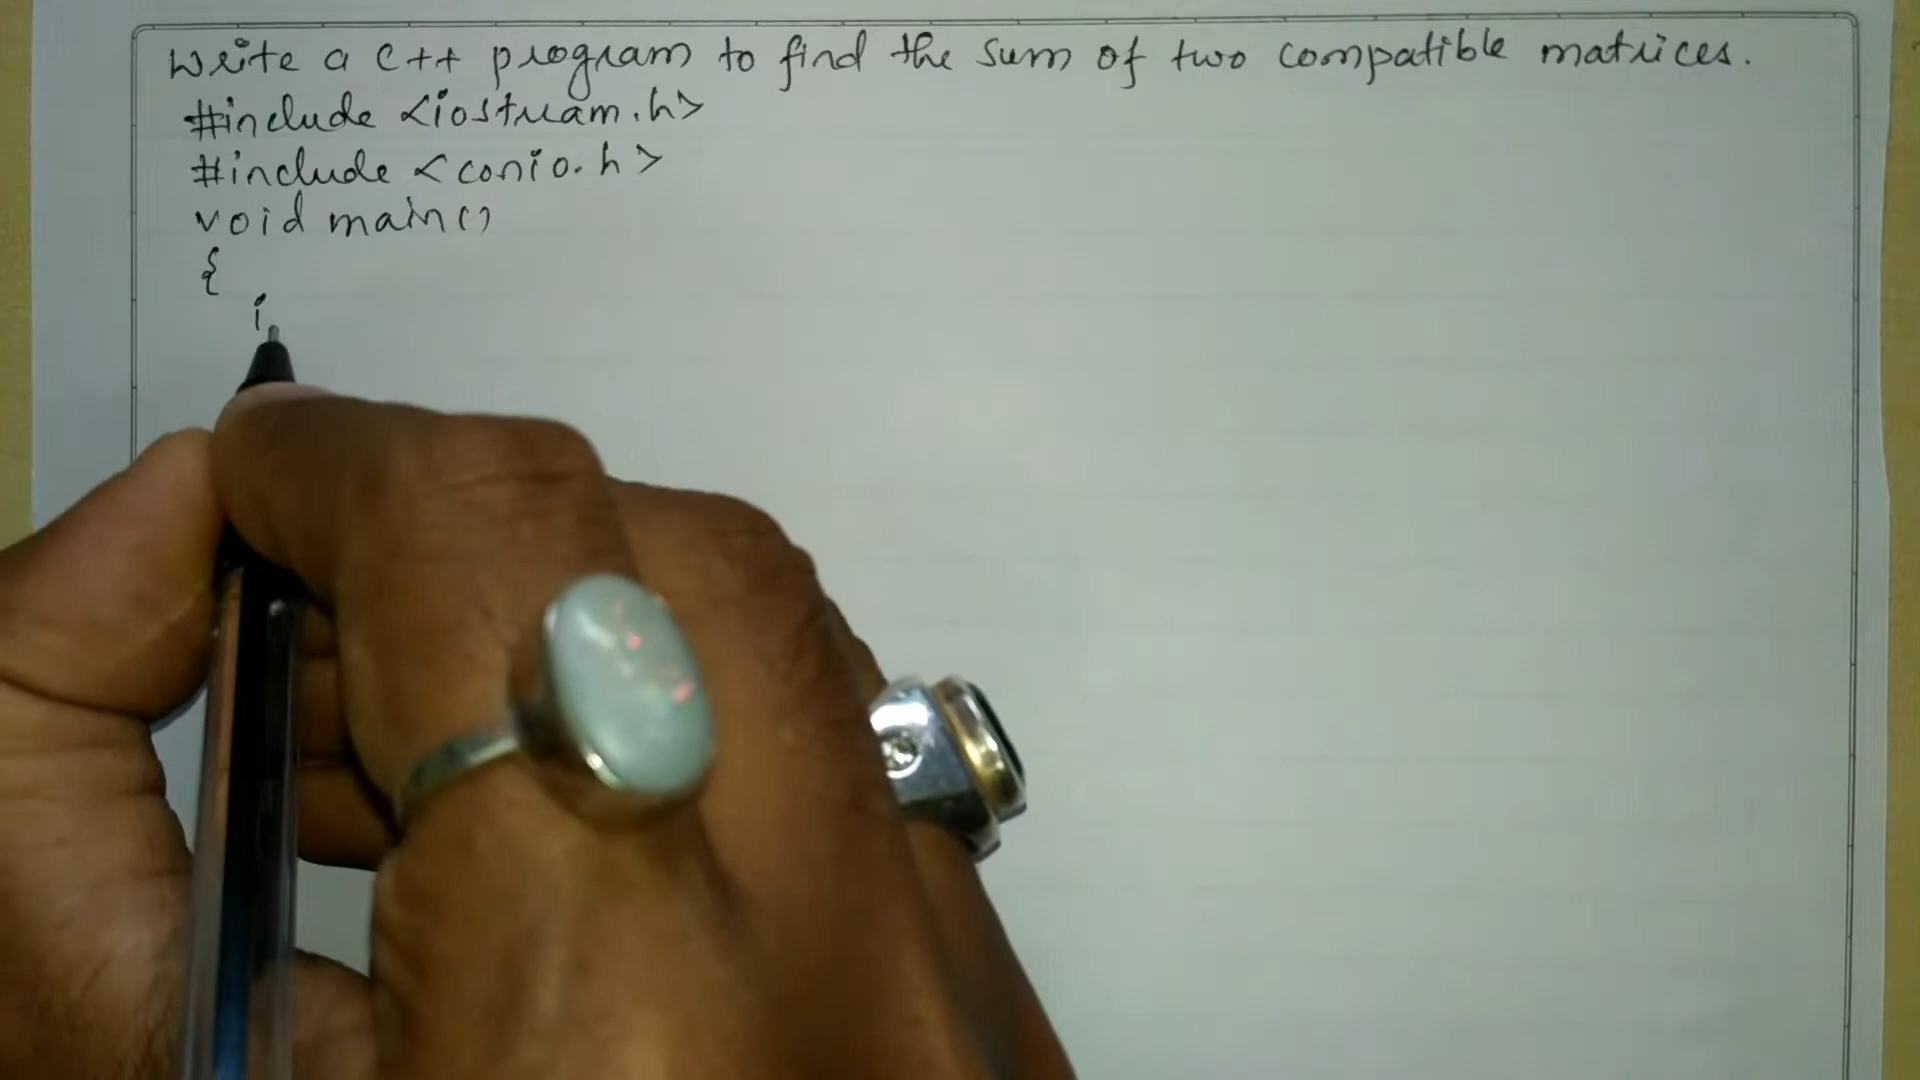 Write a C++ program to find the sum of two compatible matrices.
#include <iostream.h>
#include <conio.h>
void main()
{
i